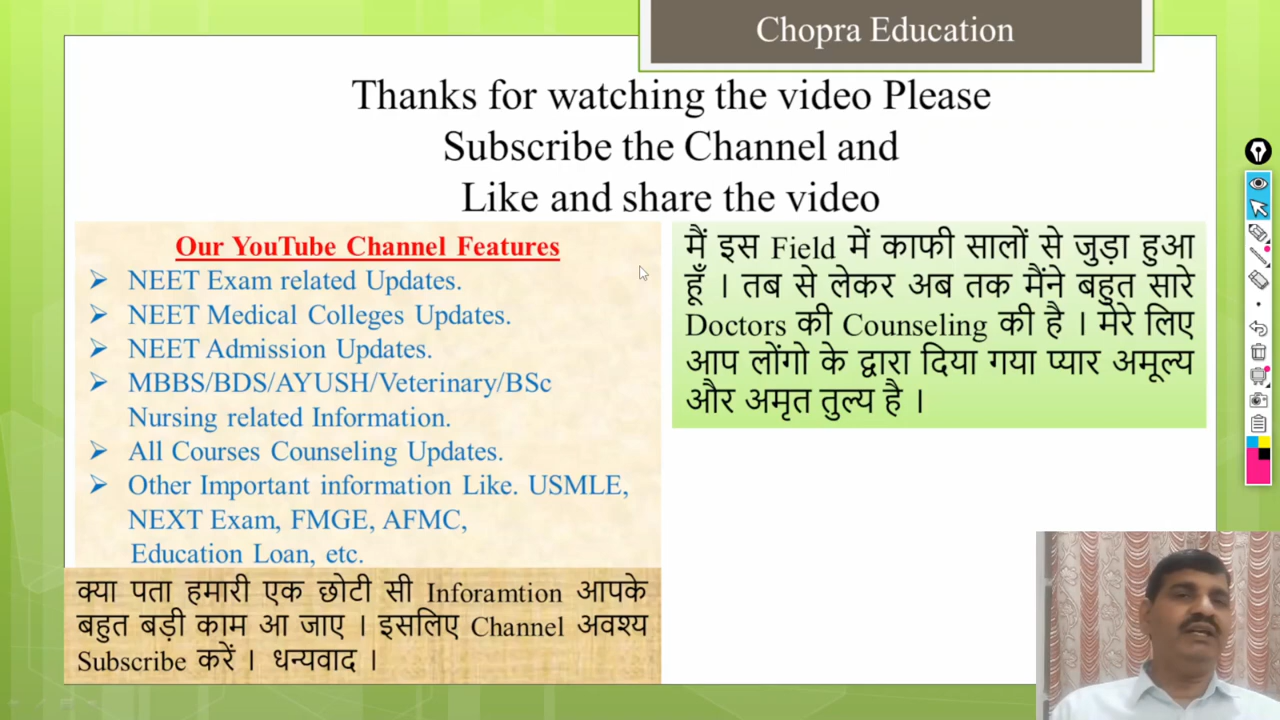 Chopra Education
Thanks for watching the video Please
Subscribe the Channel and
Like and share the video
Our YouTube Channel Features
➢ NEET Exam related Updates.
➢ NEET Medical Colleges Updates.
➢ NEET Admission Updates.
➢ MBBS/BDS/AYUSH/Veterinary/BSc
Nursing related Information.
➢ All Courses Counseling Updates.
➢ Other Important information Like. USMLE,
NEXT Exam, FMGE, AFMC,
Education Loan, etc.
क्या पता हमारी एक छोटी सी Inforamtion आपके
बहुत बड़ी काम आ जाए । इसलिए Channel अवश्य
Subscribe करें । धन्यवाद ।
मैं इस Field में काफी सालों से जुड़ा हुआ
हूँ । तब से लेकर अब तक मैंने बहुत सारे
Doctors की Counseling की है । मेरे लिए
आप लोंगो के द्वारा दिया गया प्यार अमूल्य
और अमृत तुल्य है ।